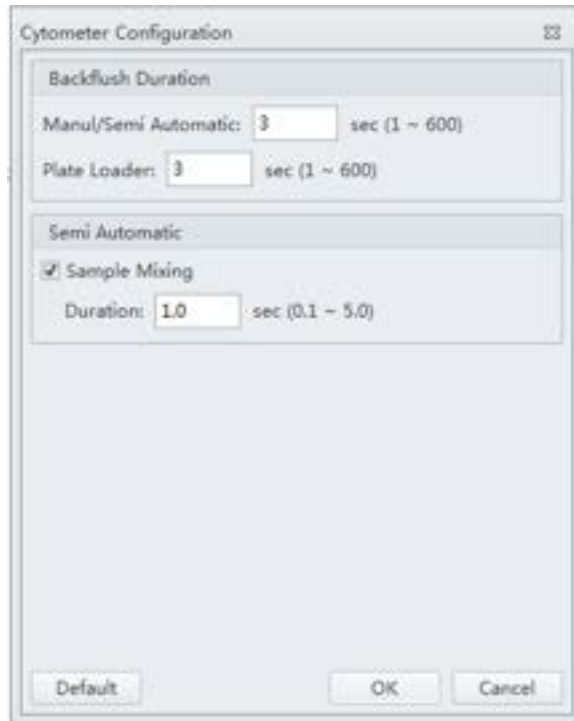 Cytometer Configuration
Backflush Duration
Manul/Semi Automatic: 3 sec (1 ~ 600)
Plate Loader: 3 sec (1 ~ 600)
Semi Automatic
Sample Mixing
Duration: 1.0 sec (0.1 ~ 5.0)
Default OK Cancel